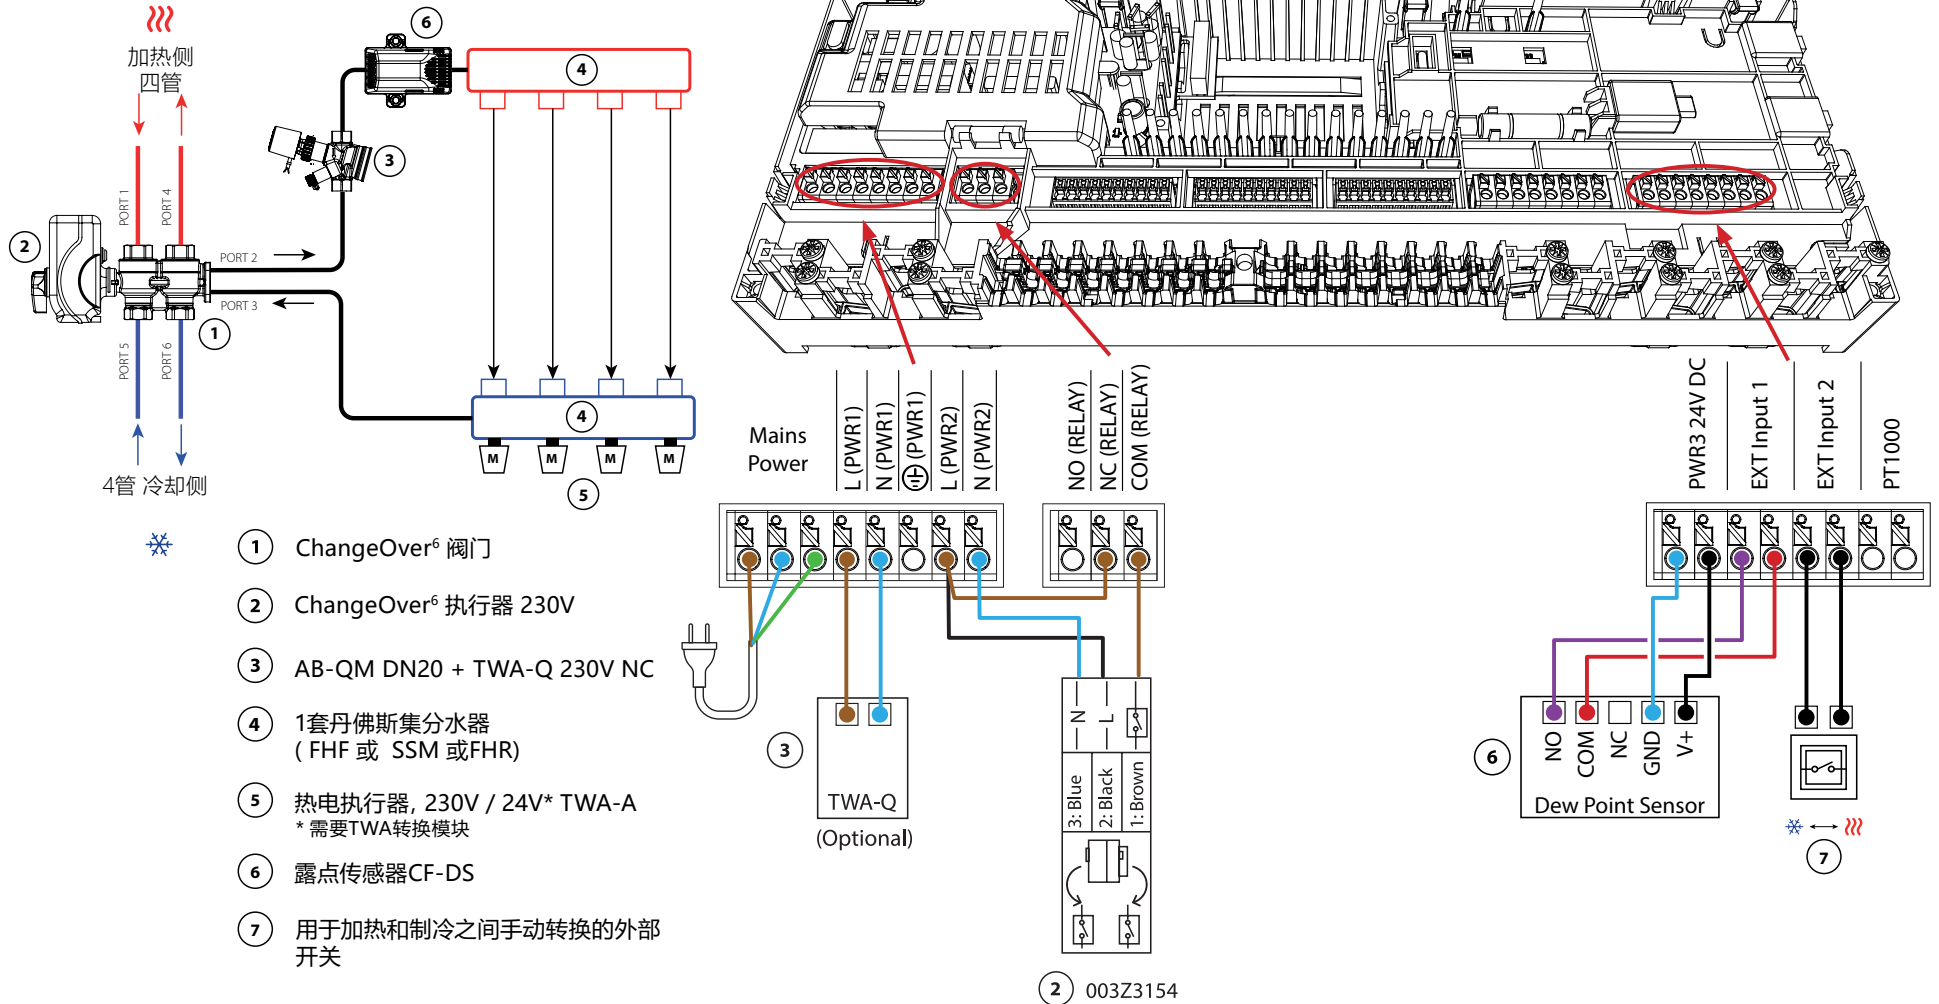 加热侧
四管
6
4
3
PORT 1
PORT 4
2
PORT 2
PORT 3
1
PORT 5
PORT 6
4管 冷却侧
4
M
M
M
M
5
1 ChangeOver⁶ 阀门
2 ChangeOver⁶ 执行器 230V
3 AB-QM DN20 + TWA-Q 230V NC
4 1套丹佛斯集分水器
( FHF 或 SSM 或FHR)
5 热电执行器, 230V / 24V* TWA-A
* 需要TWA转换模块
6 露点传感器CF-DS
7 用于加热和制冷之间手动转换的外部
开关
Mains
Power
L (PWR1)
N (PWR1)
(PWR1)
L (PWR2)
N (PWR2)
NO (RELAY)
NC (RELAY)
COM (RELAY)
PWR3 24V DC
EXT Input 1
EXT Input 2
PT1000
3
TWA-Q
(Optional)
N
L
3: Blue
2: Black
1: Brown
2 003Z3154
6
NO
COM
NC
GND
V+
Dew Point Sensor
7